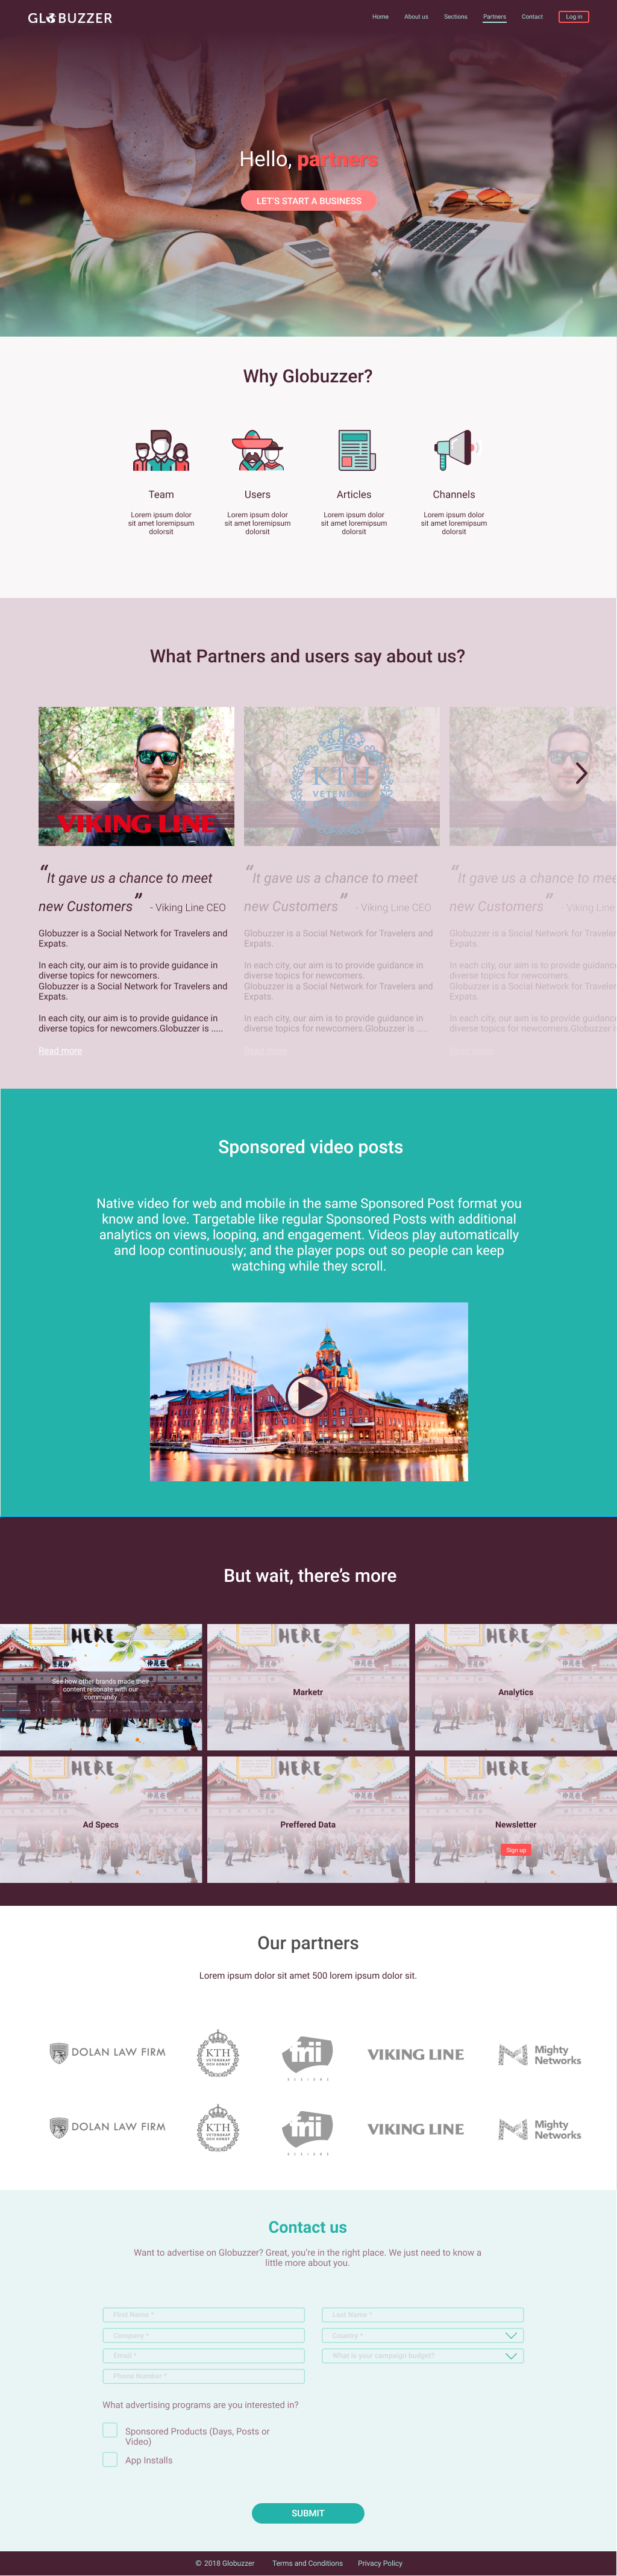 GLOBUZZER
Home About us Sections Partners Contact Log in
Hello, partners
LET'S START A BUSINESS
Why Globuzzer?
Team
Lorem ipsum dolor
sit amet loremipsum
dolorsit
Users
Lorem ipsum dolor
sit amet loremipsum
dolorsit
Articles
Lorem ipsum dolor
sit amet loremipsum
dolorsit
Channels
Lorem ipsum dolor
sit amet loremipsum
dolorsit
What Partners and users say about us?
VIKING LINE
“It gave us a chance to meet
new Customers” - Viking Line CEO
Globuzzer is a Social Network for Travelers and
Expats.
In each city, our aim is to provide guidance in
diverse topics for newcomers.
Globuzzer is a Social Network for Travelers and
Expats.
In each city, our aim is to provide guidance in
diverse topics for newcomers.Globuzzer is .....
Read more
KTH
VETENSKAP
“It gave us a chance to meet
new Customers” - Viking Line CEO
Globuzzer is a Social Network for Travelers and
Expats.
In each city, our aim is to provide guidance in
diverse topics for newcomers.
Globuzzer is a Social Network for Travelers and
Expats.
In each city, our aim is to provide guidance in
diverse topics for newcomers.Globuzzer is .....
Read more
“It gave us a chance to mee
new Customers” - Viking Line
Globuzzer is a Social Network for Traveler
Expats.
In each city, our aim is to provide guidanc
diverse topics for newcomers.
Globuzzer is a Social Network for Traveler
Expats.
In each city, our aim is to provide guidanc
diverse topics for newcomers.Globuzzer i
Read more
Sponsored video posts
Native video for web and mobile in the same Sponsored Post format you
know and love. Targetable like regular Sponsored Posts with additional
analytics on views, looping, and engagement. Videos play automatically
and loop continuously; and the player pops out so people can keep
watching while they scroll.
But wait, there’s more
HERE
See how other brands made their
content resonate with our
community
HERE
Marketr
HERE
Analytics
HERE
Ad Specs
HERE
Preffered Data
HERE
Newsletter
Sign up
Our partners
Lorem ipsum dolor sit amet 500 lorem ipsum dolor sit.
DOLAN LAW FIRM
KTH
VETENSKAP
OCH KONST
VIKING LINE
Mighty
Networks
DOLAN LAW FIRM
KTH
VETENSKAP
OCH KONST
VIKING LINE
Mighty
Networks
Contact us
Want to advertise on Globuzzer? Great, you’re in the right place. We just need to know a
little more about you.
First Name * Last Name *
Company * Country *
Email * What is your campaign budget?
Phone Number *
What advertising programs are you interested in?
Sponsored Products (Days, Posts or
Video)
App Installs
SUBMIT
© 2018 Globuzzer Terms and Conditions Privacy Policy